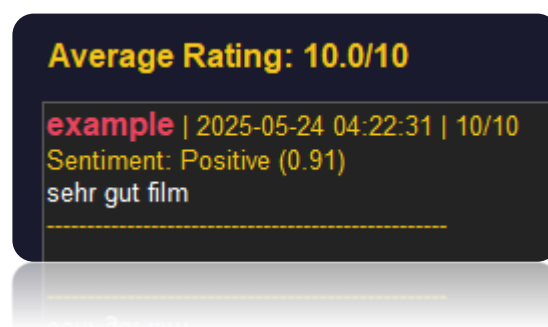 Average Rating: 10.0/10
example | 2025-05-24 04:22:31 | 10/10
Sentiment: Positive (0.91)
sehr gut film
--------------------------------------------------